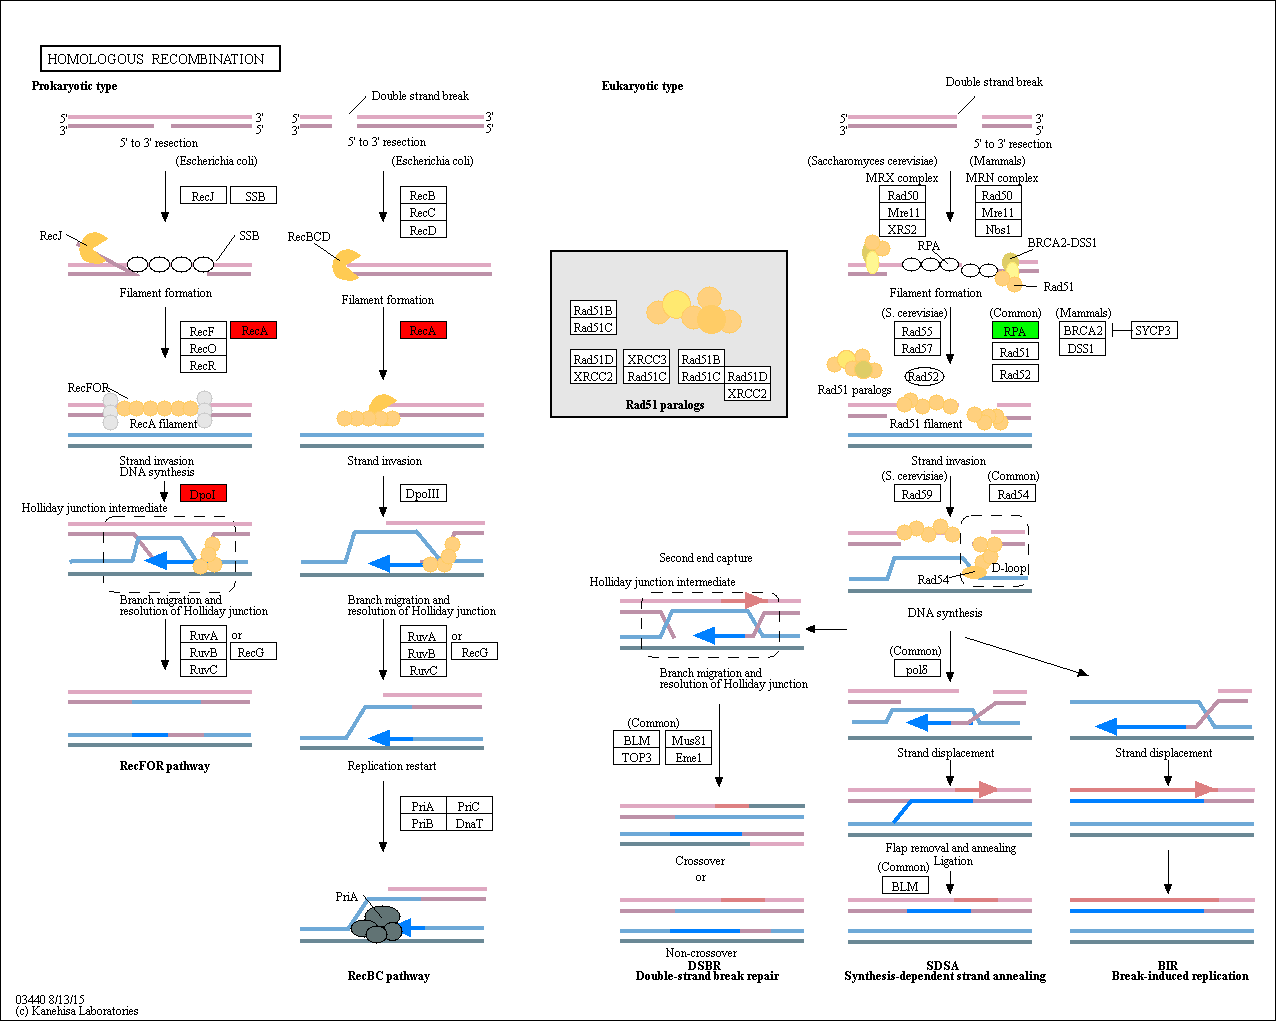 HOMOLOGOUS RECOMBINATION
Prokaryotic type
Eukaryotic type
Double strand break
5'
3'
3'
5'
5' to 3' resection
(Escherichia coli)
RecJ
SSB
RecJ
SSB
Filament formation
RecF
RecA
RecO
RecR
RecFOR
RecA filament
Strand invasion
DNA synthesis
DpoI
Holliday junction intermediate
Branch migration and
resolution of Holliday junction
RuvA
or
RuvB
RecG
RuvC
RecFOR pathway
5'
3'
3'
5'
5' to 3' resection
(Escherichia coli)
RecB
RecC
RecD
RecBCD
Filament formation
RecA
Strand invasion
DpoIII
Branch migration and
resolution of Holliday junction
RuvA
or
RuvB
RecG
RuvC
Replication restart
PriA
PriC
PriB
DnaT
PriA
RecBC pathway
Rad51B
Rad51C
Rad51D
XRCC3
Rad51B
XRCC2
Rad51C
Rad51C
Rad51D
XRCC2
Rad51 paralogs
Double strand break
5'
3'
3'
5'
5' to 3' resection
(Saccharomyces cerevisiae)
(Mammals)
MRX complex
MRN complex
Rad50
Rad50
Mre11
Mre11
XRS2
Nbs1
RPA
BRCA2-DSS1
Rad51
Filament formation
(S. cerevisiae)
(Common)
(Mammals)
Rad55
RPA
BRCA2
SYCP3
Rad57
Rad51
DSS1
Rad52
Rad52
Rad51 paralogs
Rad51 filament
Strand invasion
(S. cerevisiae)
(Common)
Rad59
Rad54
D-loop
Rad54
DNA synthesis
Second end capture
Holliday junction intermediate
Branch migration and
resolution of Holliday junction
(Common)
BLM
Mus81
TOP3
Eme1
Crossover
or
Non-crossover
DSBR
Double-strand break repair
(Common)
polδ
Strand displacement
Flap removal and annealing
Ligation
(Common)
BLM
SDSA
Synthesis-dependent strand annealing
Strand displacement
BIR
Break-induced replication
03440 8/13/15
(c) Kanehisa Laboratories